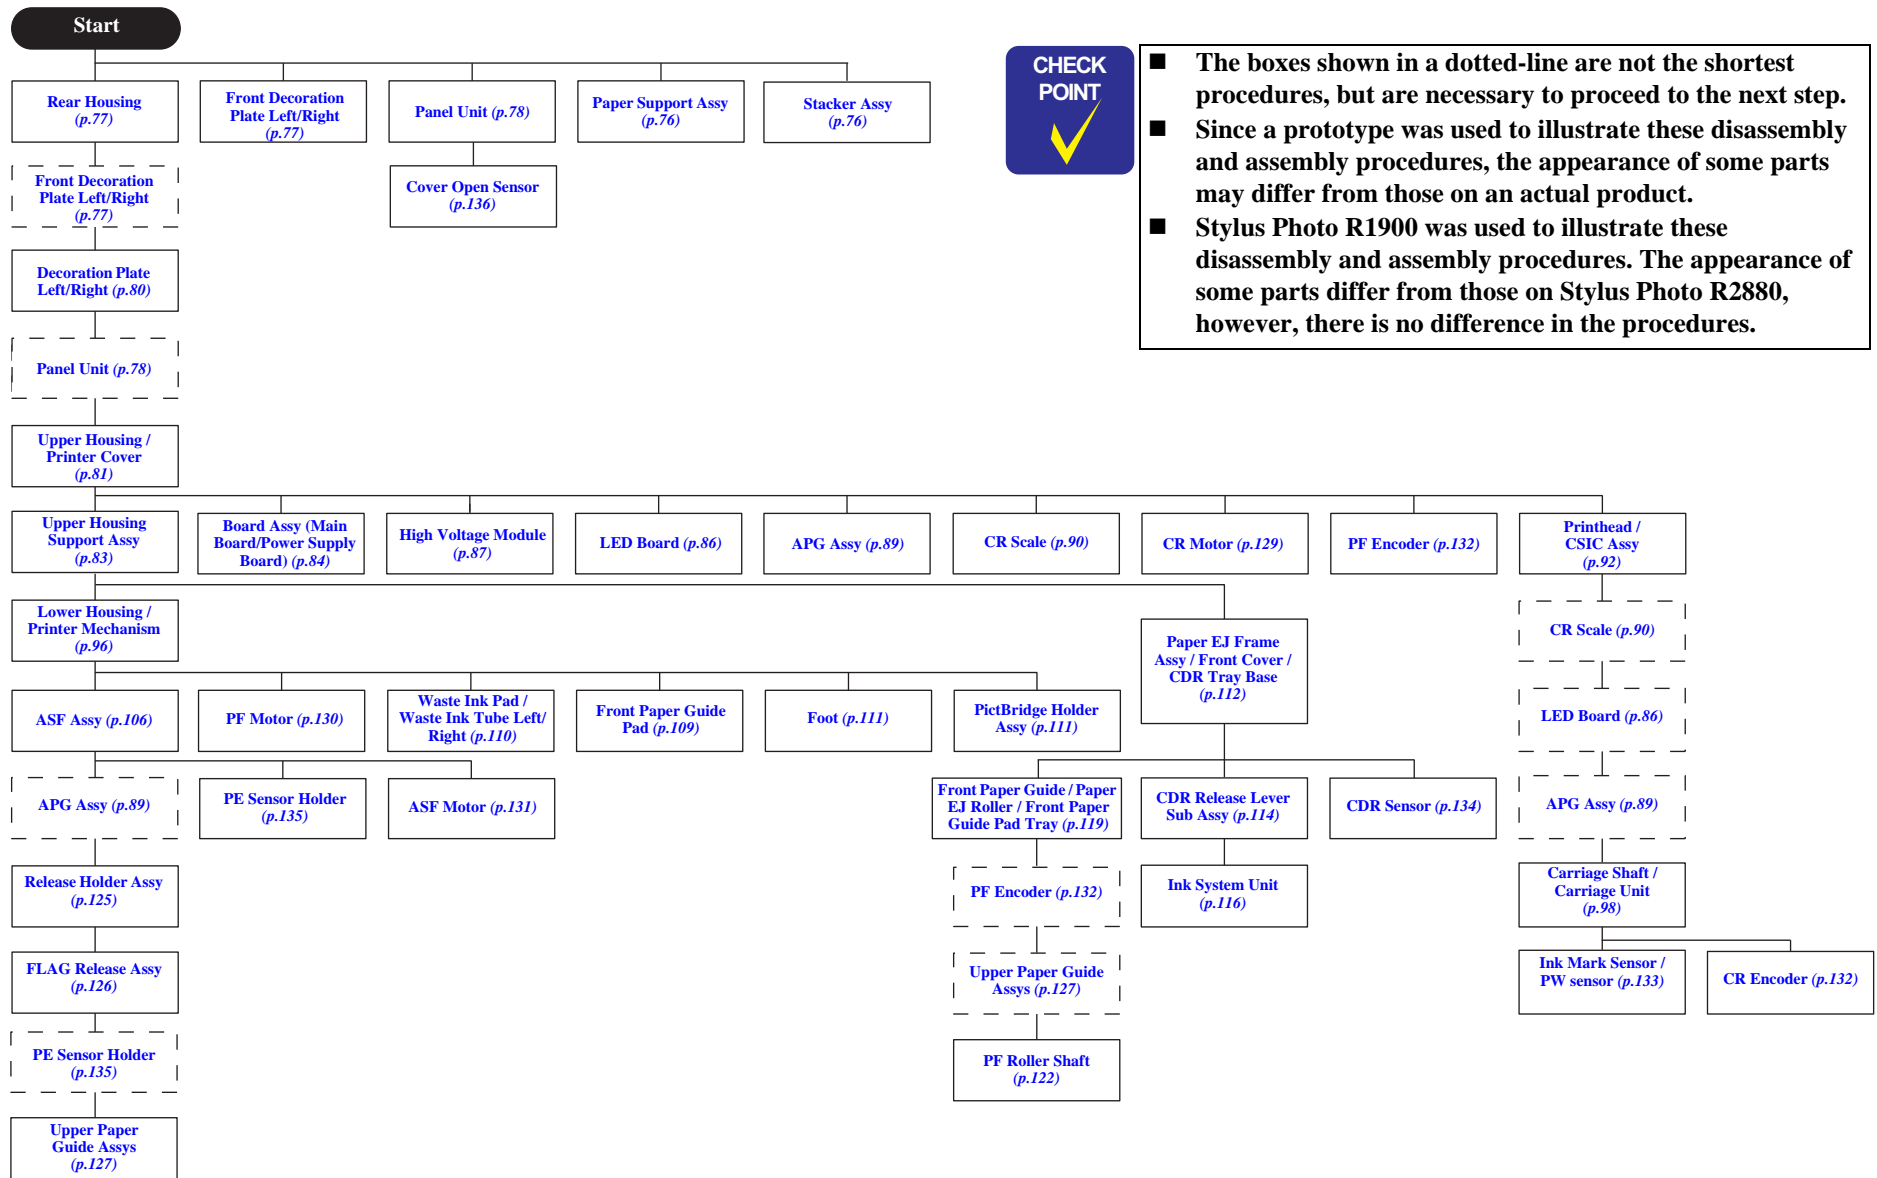 Start
Rear Housing
(p.77)
Front Decoration
Plate Left/Right
(p.77)
Panel Unit (p.78)
Paper Support Assy
(p.76)
Stacker Assy
(p.76)
CHECK
POINT
■ The boxes shown in a dotted-line are not the shortest
procedures, but are necessary to proceed to the next step.
■ Since a prototype was used to illustrate these disassembly
and assembly procedures, the appearance of some parts
may differ from those on an actual product.
■ Stylus Photo R1900 was used to illustrate these
disassembly and assembly procedures. The appearance of
some parts differ from those on Stylus Photo R2880,
however, there is no difference in the procedures.
Front Decoration
Plate Left/Right
(p.77)
Cover Open Sensor
(p.136)
Decoration Plate
Left/Right (p.80)
Panel Unit (p.78)
Upper Housing /
Printer Cover
(p.81)
Upper Housing
Support Assy
(p.83)
Board Assy (Main
Board/Power Supply
Board) (p.84)
High Voltage Module
(p.87)
LED Board (p.86)
APG Assy (p.89)
CR Scale (p.90)
CR Motor (p.129)
PF Encoder (p.132)
Printhead /
CSIC Assy
(p.92)
Lower Housing /
Printer Mechanism
(p.96)
Paper EJ Frame
Assy / Front Cover /
CDR Tray Base
(p.112)
CR Scale (p.90)
ASF Assy (p.106)
PF Motor (p.130)
Waste Ink Pad /
Waste Ink Tube Left/
Right (p.110)
Front Paper Guide
Pad (p.109)
Foot (p.111)
PictBridge Holder
Assy (p.111)
LED Board (p.86)
APG Assy (p.89)
PE Sensor Holder
(p.135)
ASF Motor (p.131)
Front Paper Guide / Paper
EJ Roller / Front Paper
Guide Pad Tray (p.119)
CDR Release Lever
Sub Assy (p.114)
CDR Sensor (p.134)
APG Assy (p.89)
Release Holder Assy
(p.125)
PF Encoder (p.132)
Ink System Unit
(p.116)
Carriage Shaft /
Carriage Unit
(p.98)
FLAG Release Assy
(p.126)
Upper Paper Guide
Assys (p.127)
Ink Mark Sensor /
PW sensor (p.133)
CR Encoder (p.132)
PE Sensor Holder
(p.135)
PF Roller Shaft
(p.122)
Upper Paper
Guide Assys
(p.127)